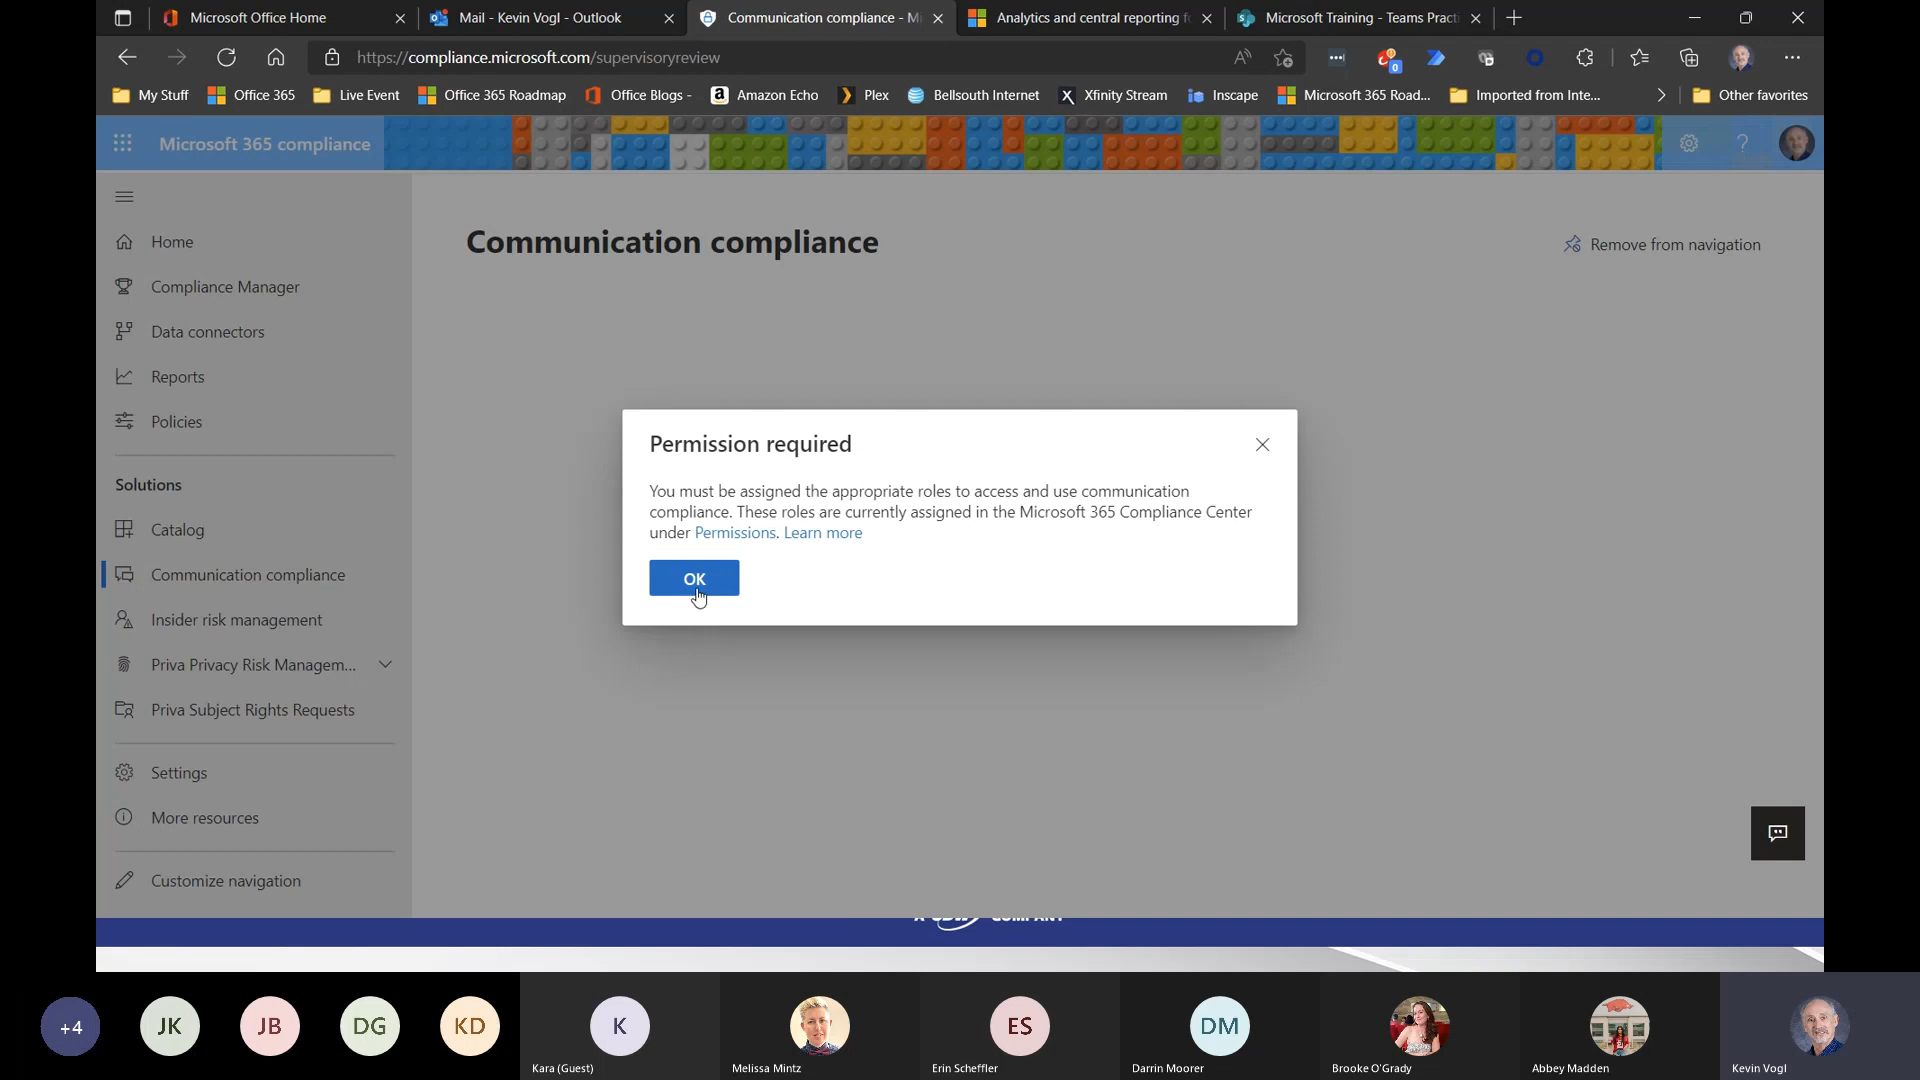 Microsoft Office Home
Mail - Kevin Vogl - Outlook
Communication compliance - Mi
Analytics and central reporting fo
Microsoft Training - Teams Practi
https://compliance.microsoft.com/supervisoryreview
0
My Stuff
Office 365
Live Event
Office 365 Roadmap
Office Blogs -
a Amazon Echo
Plex
Bellsouth Internet
X Xfinity Stream
Inscape
Microsoft 365 Road...
Imported from Inte...
Other favorites
Microsoft 365 compliance
?
Home
Compliance Manager
Data connectors
Reports
Policies
Solutions
Catalog
Communication compliance
Insider risk management
Priva Privacy Risk Managem...
Priva Subject Rights Requests
Settings
More resources
Customize navigation
Communication compliance
Remove from navigation
Permission required
You must be assigned the appropriate roles to access and use communication
compliance. These roles are currently assigned in the Microsoft 365 Compliance Center
under Permissions. Learn more
OK
+4
JK
JB
DG
KD
K
Kara (Guest)
Melissa Mintz
ES
Erin Scheffler
DM
Darrin Moorer
Brooke O'Grady
Abbey Madden
Kevin Vogl